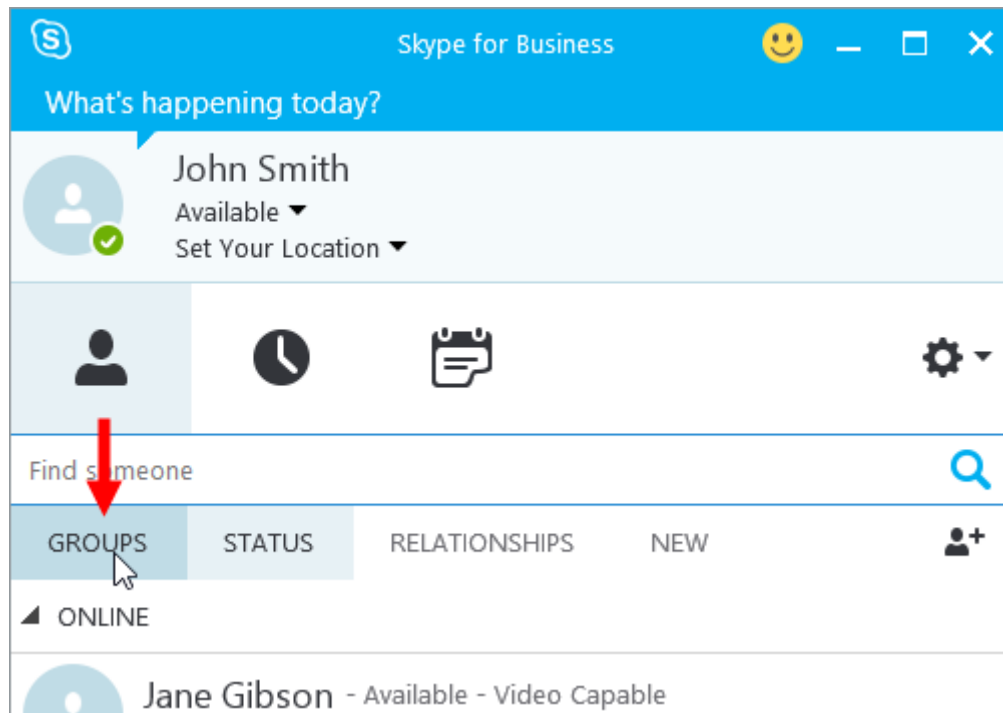 Skype for Business
What's happening today?
John Smith
Available
Set Your Location
Find someone
GROUPS STATUS RELATIONSHIPS NEW
ONLINE
Jane Gibson - Available - Video Capable